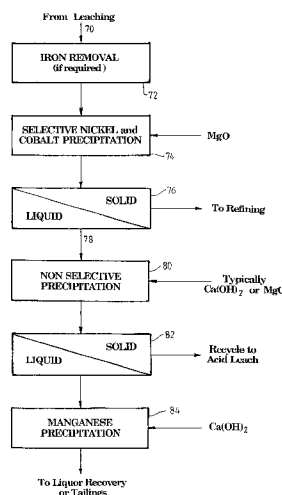 From Leaching
70
IRON REMOVAL
(if required)
72
SELECTIVE NICKEL and
COBALT PRECIPITATION
MgO
74
SOLID
LIQUID
76
To Refining
78
NON SELECTIVE
PRECIPITATION
80
Typically
Ca(OH)2 or MgO
SOLID
LIQUID
82
Recycle to
Acid Leach
MANGANESE
PRECIPITATION
84
Ca(OH)2
To Liquor Recovery
or Tailings